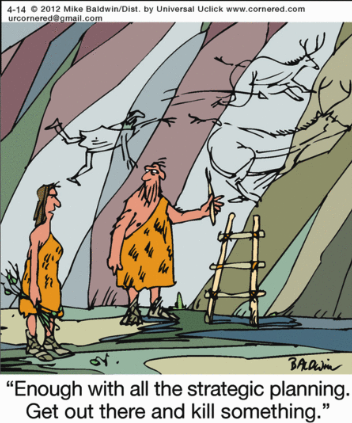 4-14 © 2012 Mike Baldwin/Dist. by Universal Uclick www.cornered.com
urcornered@gmail.com
BALDWIN
“Enough with all the strategic planning.
Get out there and kill something.”